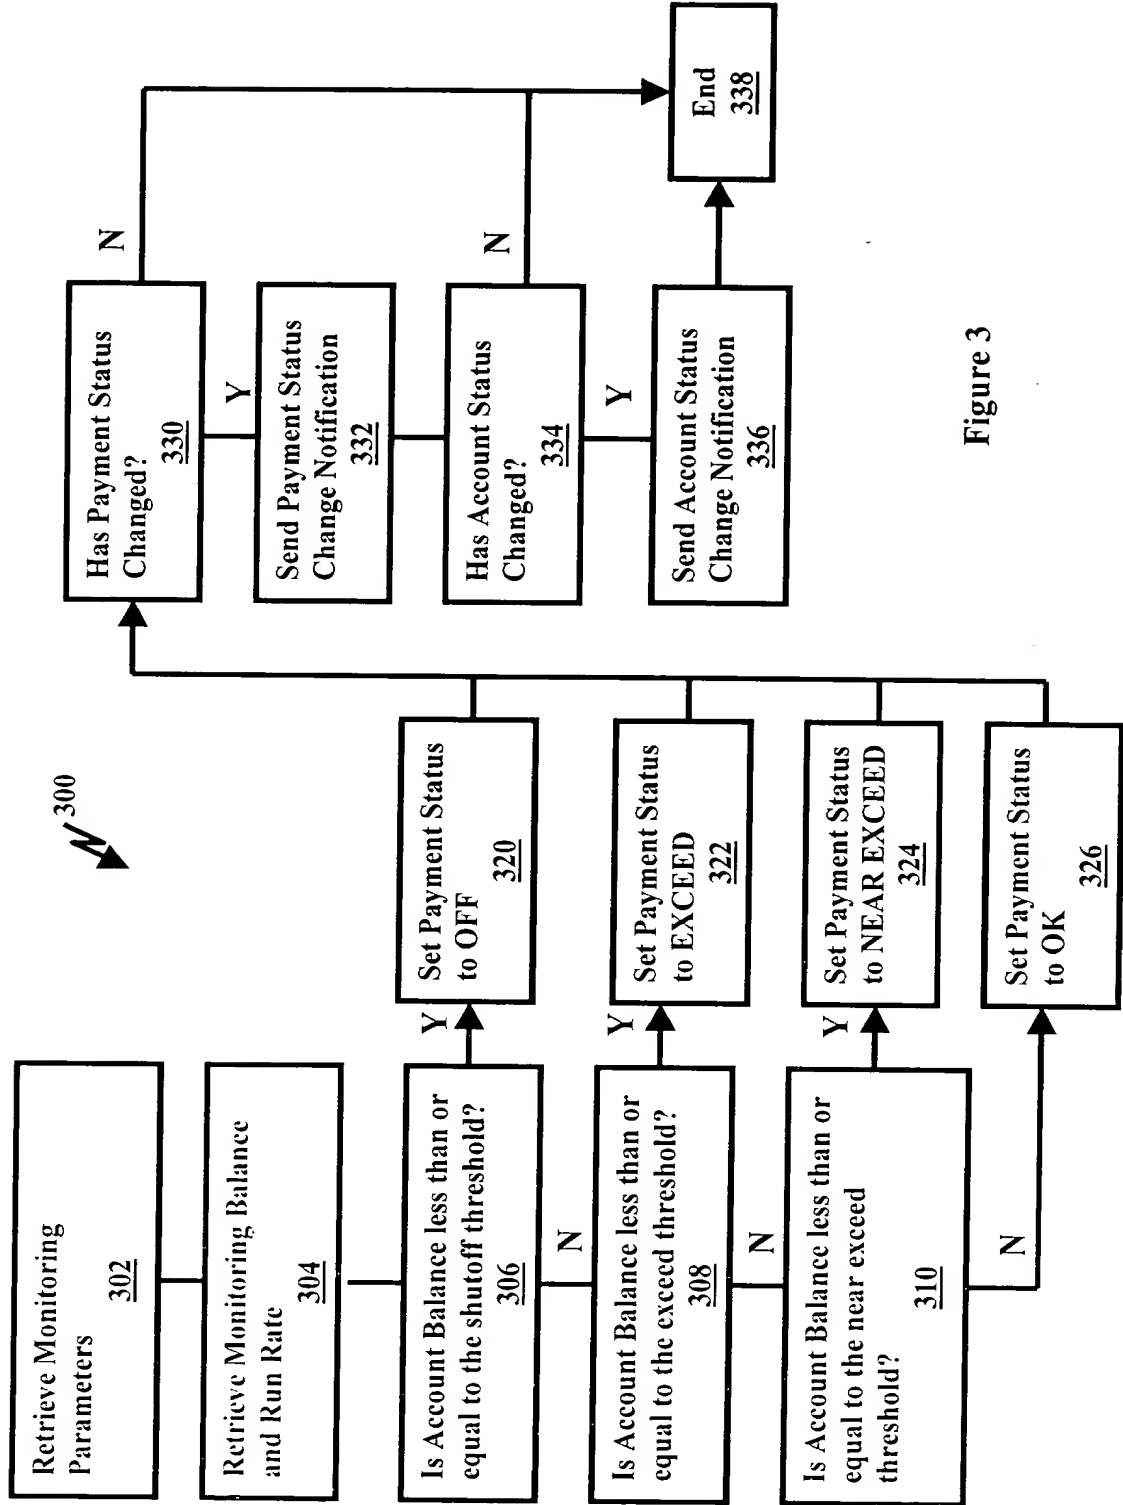 300
Retrieve Monitoring
Parameters
302
Retrieve Monitoring Balance
and Run Rate
304
Is Account Balance less than or
equal to the shutoff threshold?
306
Y
N
Is Account Balance less than or
equal to the exceed threshold?
308
Y
N
Is Account Balance less than or
equal to the near exceed
threshold?
310
Y
N
Set Payment Status
to OFF
320
Set Payment Status
to EXCEED
322
Set Payment Status
to NEAR EXCEED
324
Set Payment Status
to OK
326
Has Payment Status
Changed?
330
N
Y
Send Payment Status
Change Notification
332
Has Account Status
Changed?
334
N
Y
Send Account Status
Change Notification
336
End
338
Figure 3